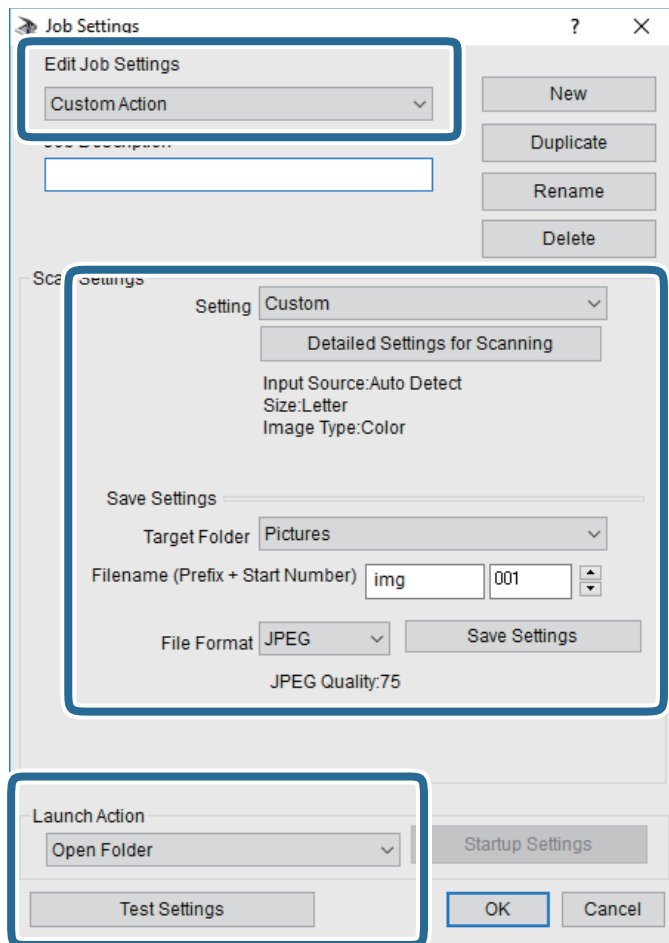 Job Settings
?
Edit Job Settings
Custom Action
New
Duplicate
Rename
Delete
Settings
Setting
Custom
Detailed Settings for Scanning
Input Source:Auto Detect
Size:Letter
Image Type:Color
Save Settings
Target Folder
Pictures
Filename (Prefix + Start Number)
img
001
File Format
JPEG
Save Settings
JPEG Quality:75
Launch Action
Open Folder
Startup Settings
Test Settings
OK
Cancel